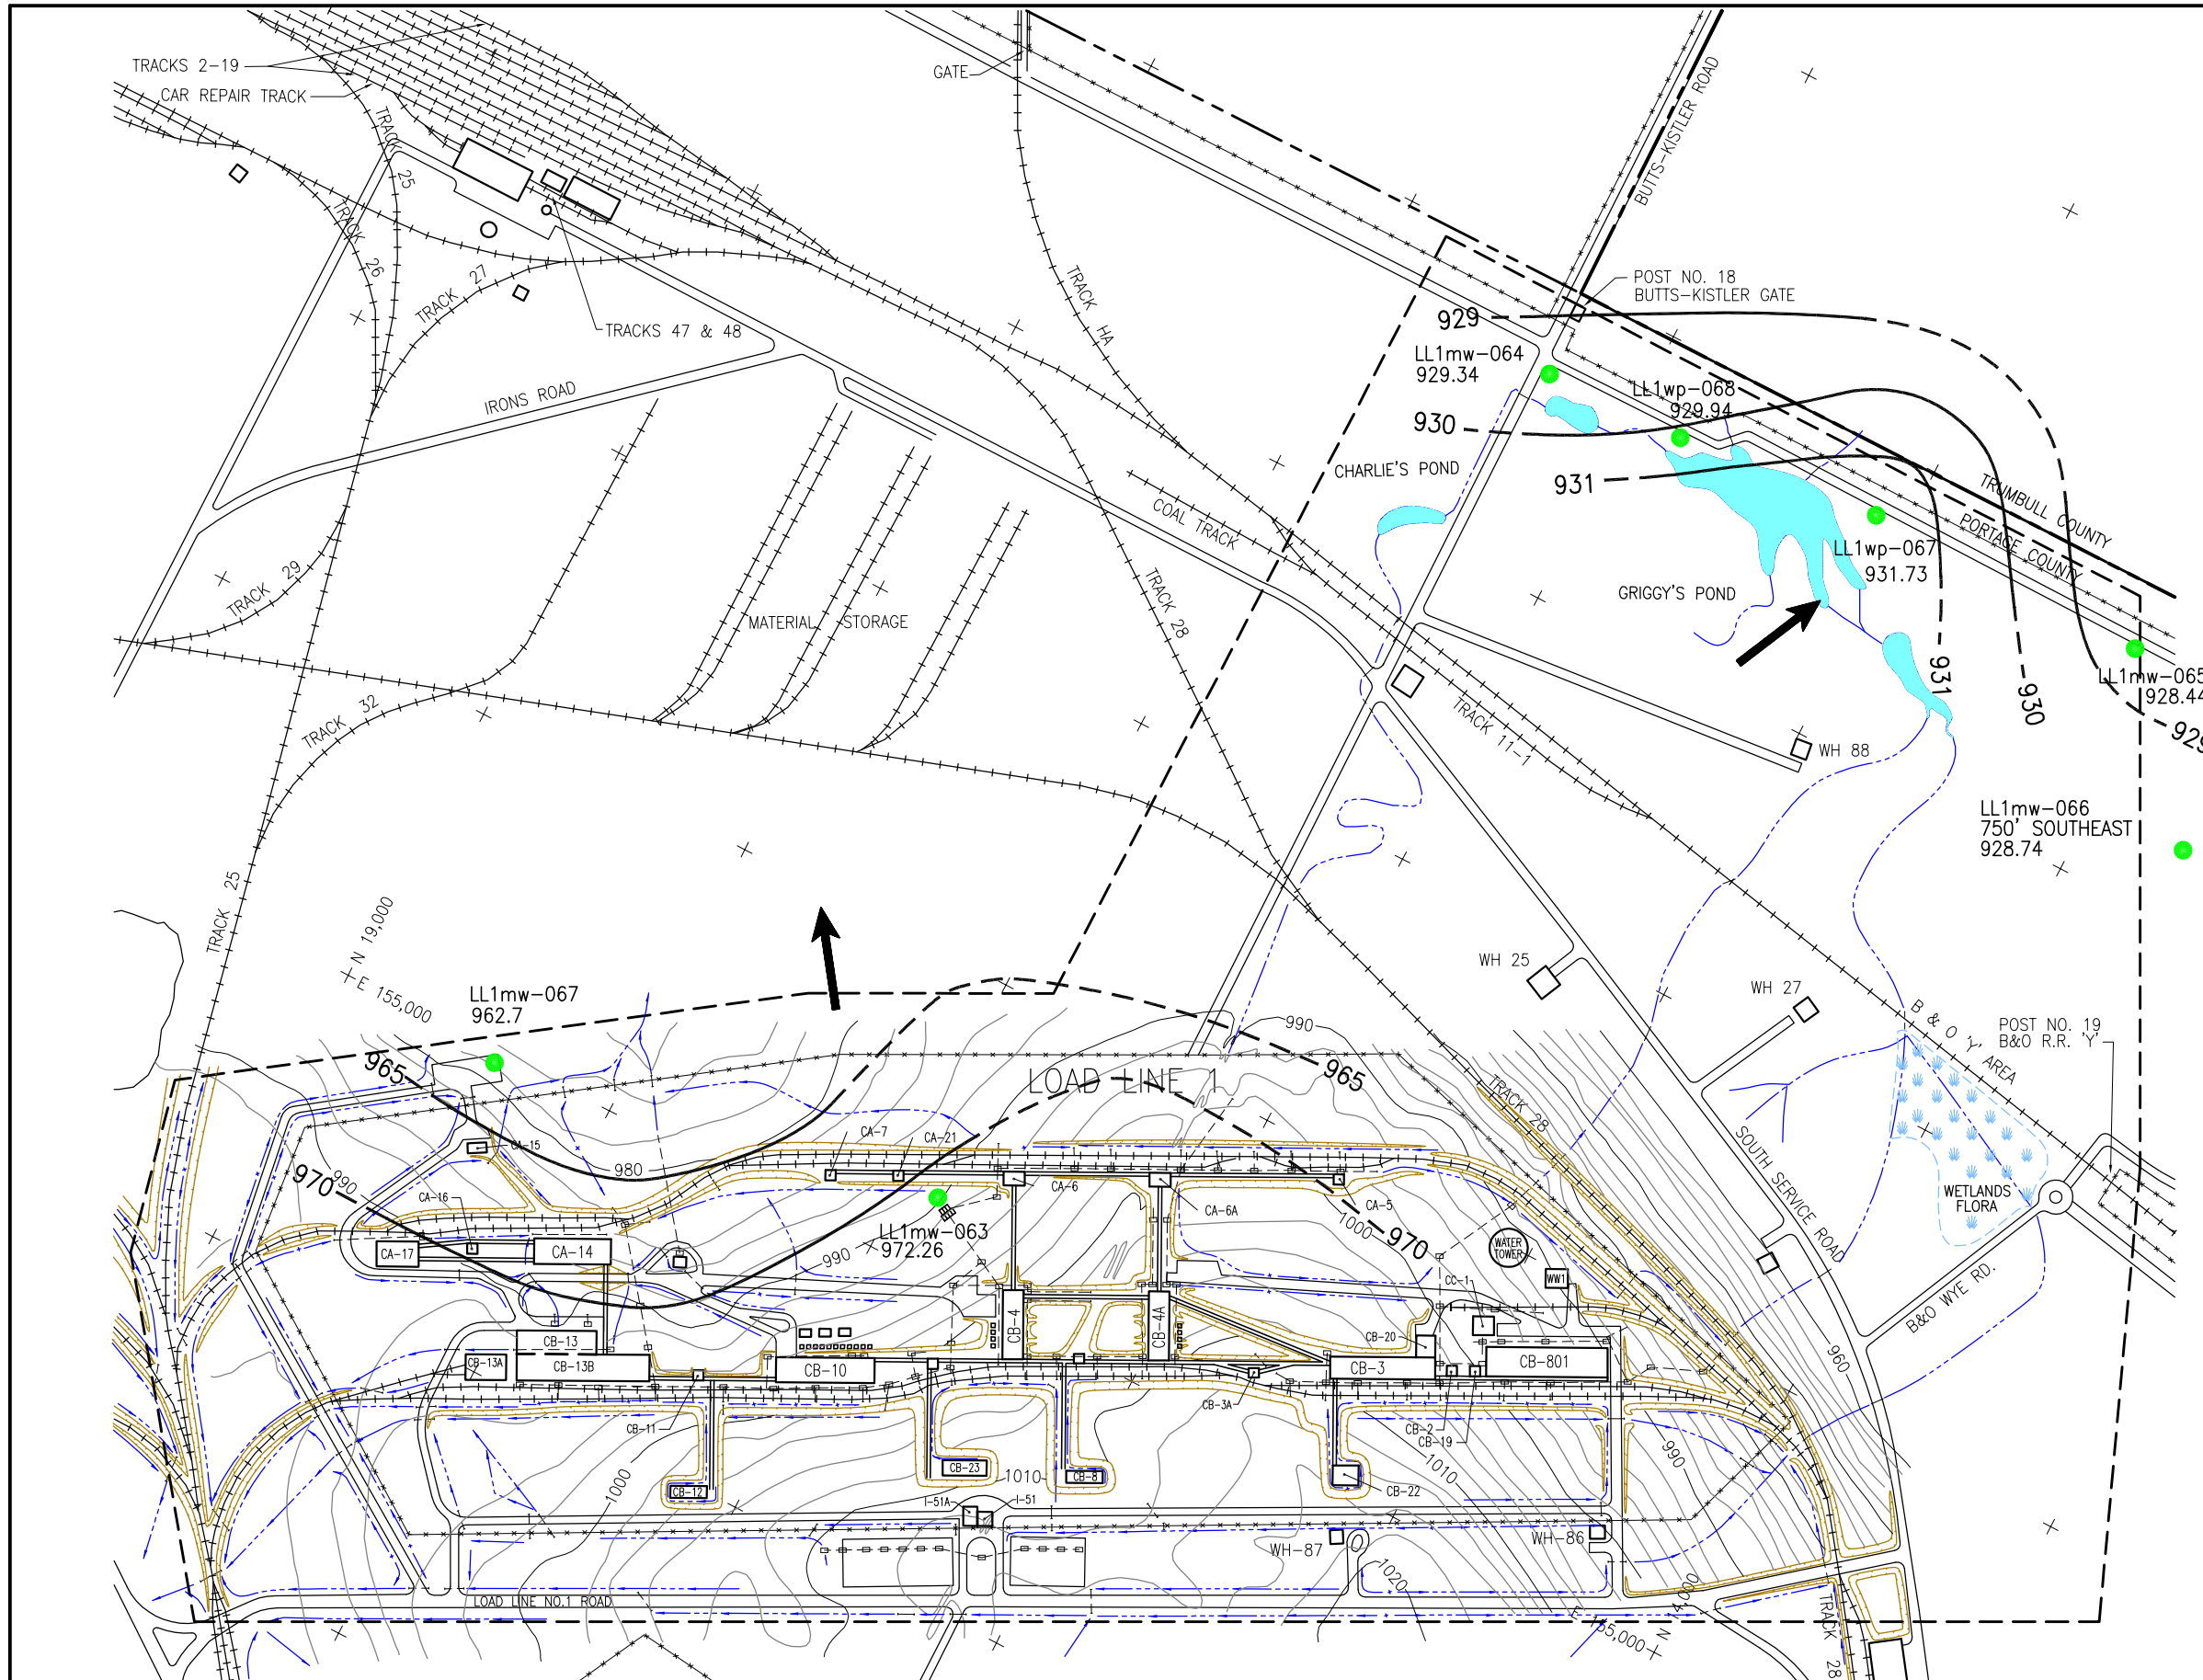 TRACKS 2-19
CAR REPAIR TRACK
GATE
BUTTS-KISTLER ROAD
TRACK 25
TRACK 26
TRACK 27
TRACKS 47 & 48
TRACK HA
POST NO. 18
BUTTS-KISTLER GATE
929
LL1mw-064
929.34
LL1wp-068
929.94
930
IRONS ROAD
CHARLIE'S POND
931
COAL TRACK
TRUMBULL COUNTY
PORTAGE COUNTY
LL1wp-067
931.73
GRIGGY'S POND
TRACK 29
MATERIAL STORAGE
TRACK 28
931
930
LL1mw-065
928.44
929
TRACK 32
TRACK 11-1
WH 88
LL1mw-066
750' SOUTHEAST
928.74
TRACK 25
N 19,000
E 155,000
LL1mw-067
962.7
WH 25
WH 27
B & O 'Y' AREA
POST NO. 19
B&O R.R. 'Y'
990
965
LOAD LINE 1
965
TRACK 28
CA-7
CA-21
CA-15
980
990
970
CA-16
CA-6
CA-6A
CA-5
1000
970
SOUTH SERVICE ROAD
WETLANDS
FLORA
LL1mw-063
972.26
990
CA-17
CA-14
WATER
TOWER
WW1
CC-1
B&O WYE RD.
CB-4
CB-4A
CB-20
CB-13
CB-13A
CB-13B
CB-10
CB-3
CB-801
960
CB-3A
CB-11
CB-2
CB-19
990
1000
CB-23
1010
CB-8
1010
CB-12
CB-22
I-51A
I-51
WH-87
WH-86
1020
LOAD LINE NO.1 ROAD
E 155,000
N 14,000
TRACK 28